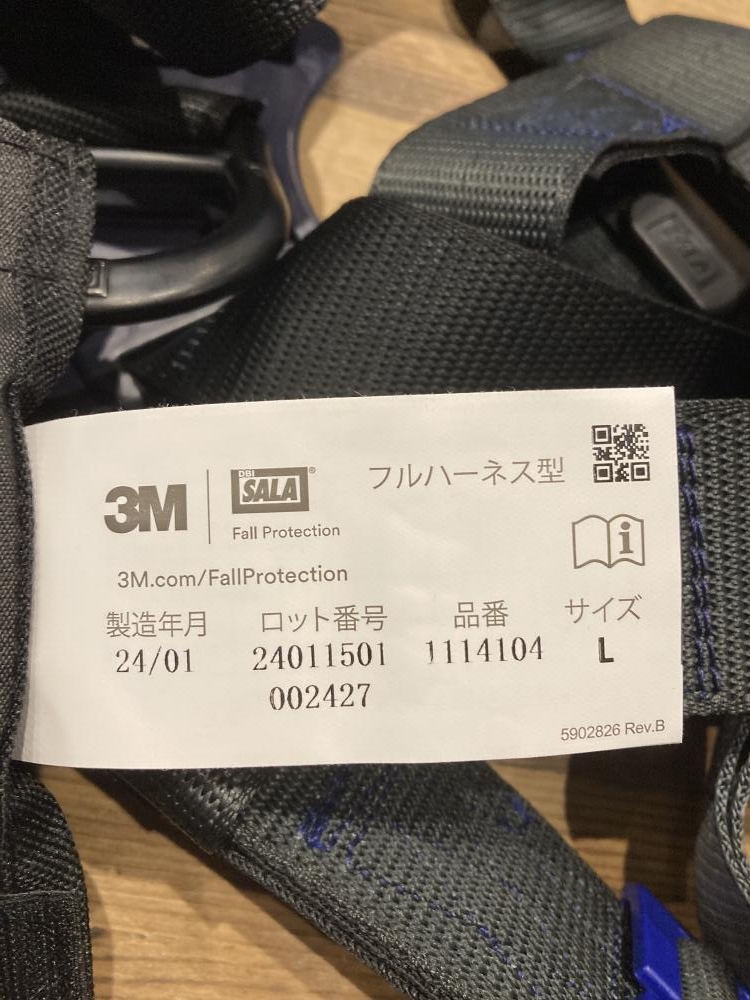 3M
DBI
SALA®
Fall Protection
フルハーネス型
3M.com/FallProtection
製造年月 ロット番号 品番 サイズ
24/01 24011501 1114104 L
002427
5902826 Rev.B